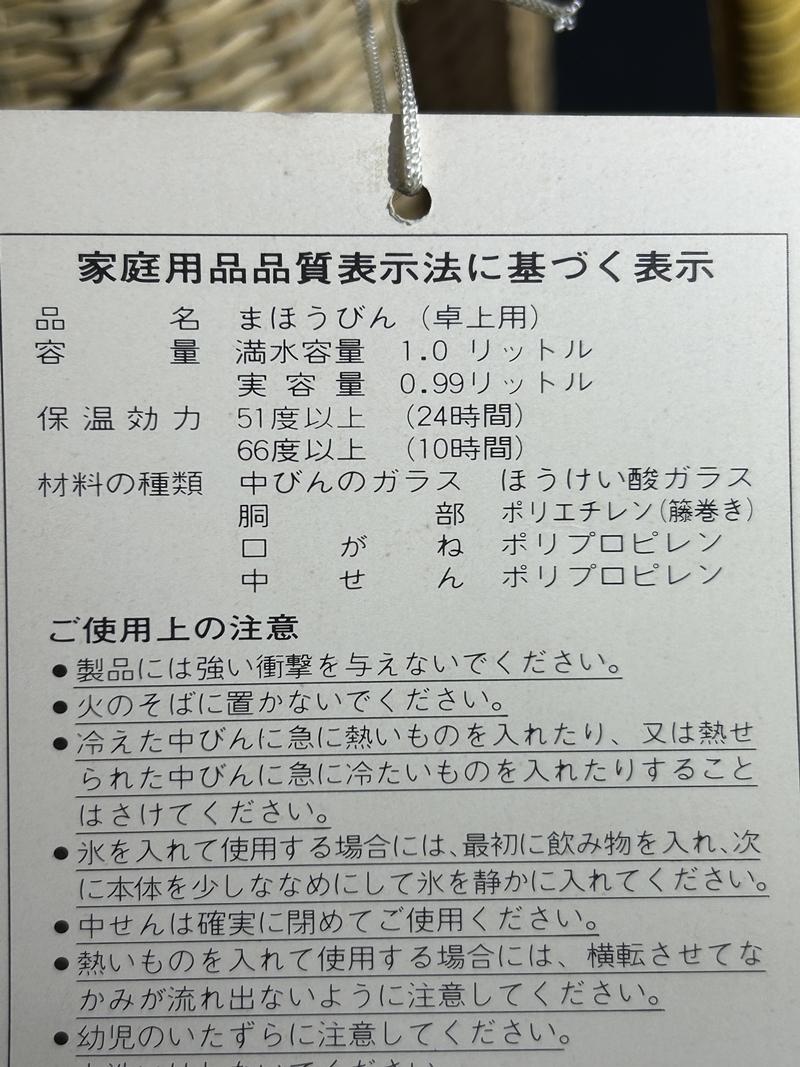 家庭用品品質表示法に基づく表示
品名 まほうびん (卓上用)
容量 満水容量 1.0 リットル
実容量 0.99リットル
保温効力 51度以上 (24時間)
66度以上 (10時間)
材料の種類 中びんのガラス ほうけい酸ガラス
胴部 ポリエチレン(籐巻き)
口がね ポリプロピレン
中せん ポリプロピレン
ご使用上の注意
●製品には強い衝撃を与えないでください。
●火のそばに置かないでください。
●冷えた中びんに急に熱いものを入れたり、又は熱せ
られた中びんに急に冷たいものを入れたりすること
はさけてください。
●氷を入れて使用する場合には、最初に飲み物を入れ、次
に本体を少しななめにして氷を静かに入れてください。
●中せんは確実に閉めてご使用ください。
●熱いものを入れて使用する場合には、横転させてな
かみが流れ出ないように注意してください。
●幼児のいたずらに注意してください。